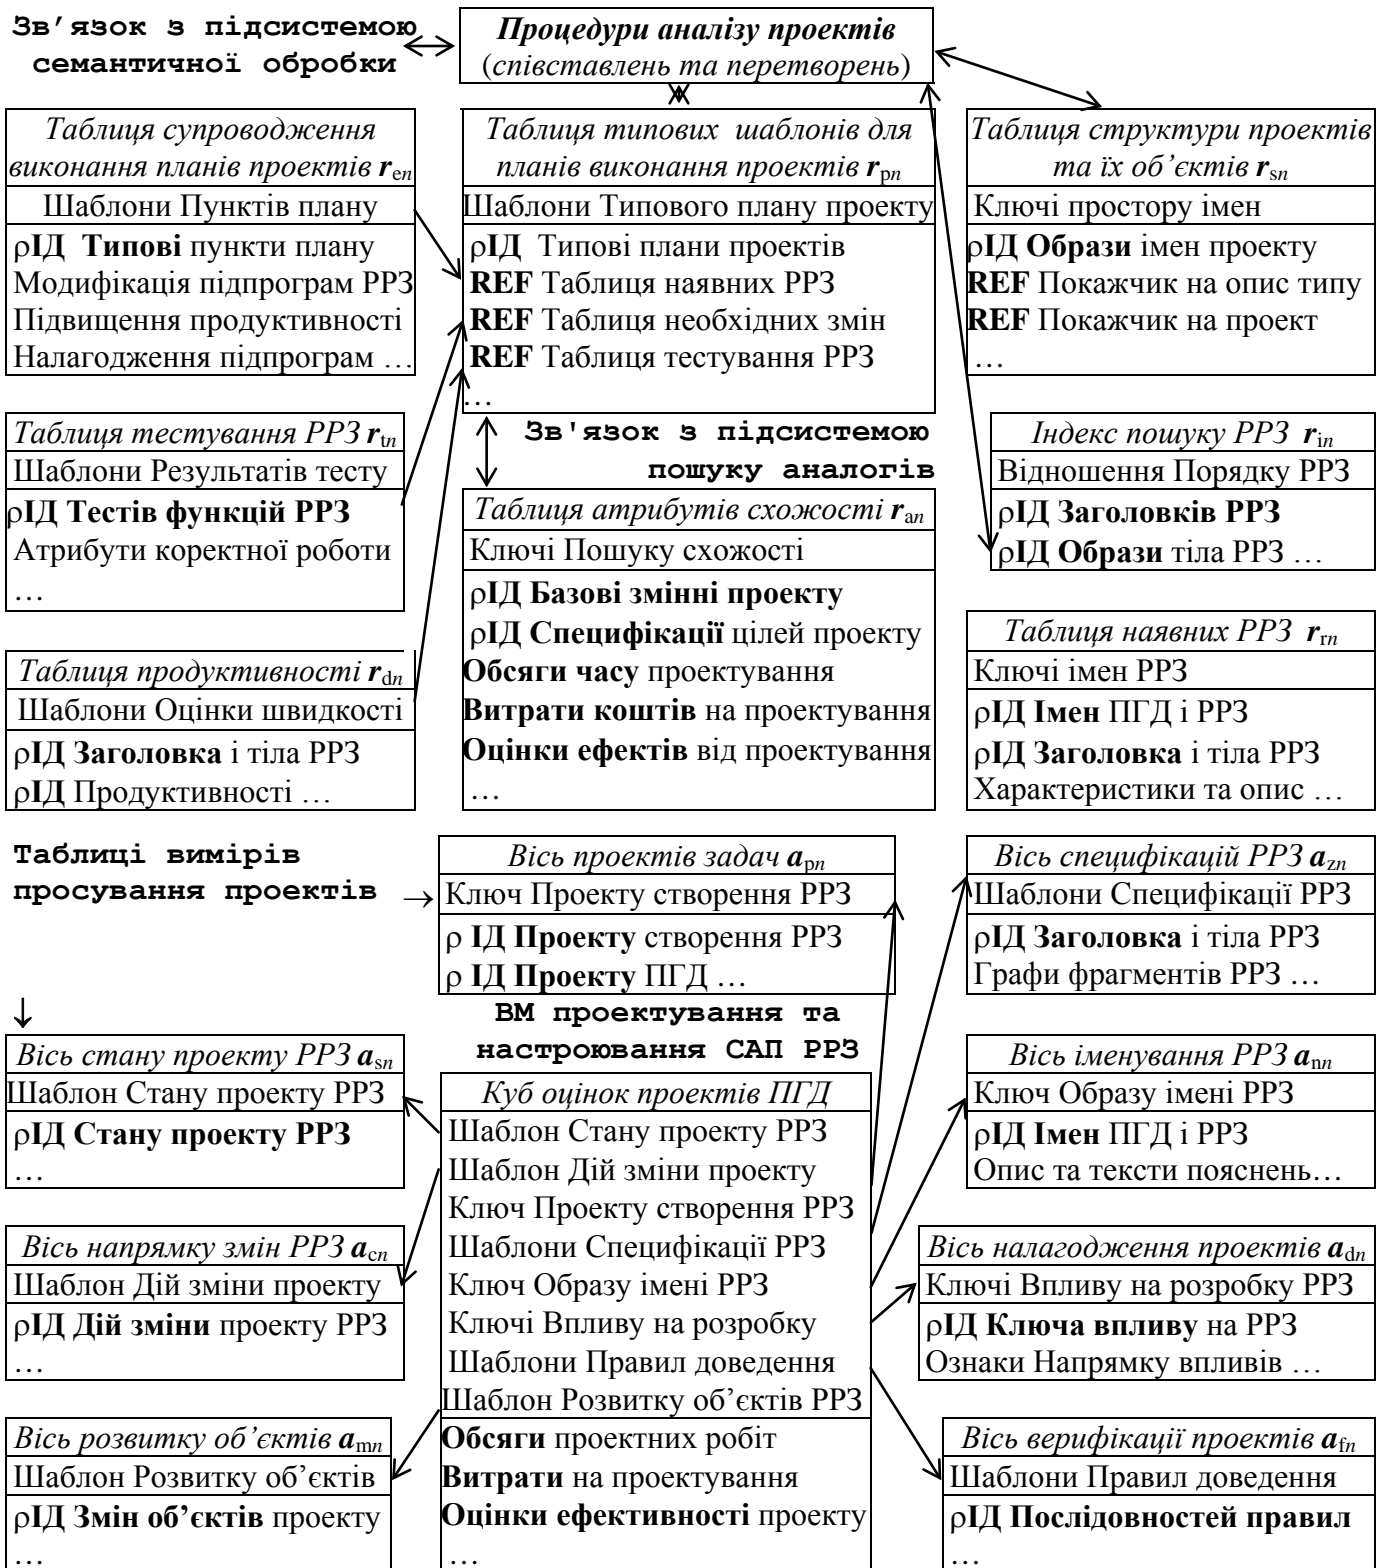 Зв’язок з підсистемою
семантичної обробки
Процедури аналізу проектів
(співставлень та перетворень)
Таблиця супроводження
виконання планів проектів r en
Шаблони Пунктів плану
ρІД Типові пункти плану
Модифікація підпрограм РРЗ
Підвищення продуктивності
Налагодження підпрограм …
Таблиця типових шаблонів для
планів виконання проектів r pn
Шаблони Типового плану проекту
ρІД Типові плани проектів
REF Таблиця наявних РРЗ
REF Таблиця необхідних змін
REF Таблиця тестування РРЗ
…
Таблиця структури проектів
та їх об’єктів r sn
Ключі простору імен
ρІД Образи імен проекту
REF Покажчик на опис типу
REF Покажчик на проект
…
Таблиця тестування РРЗ r tn
Шаблони Результатів тесту
ρІД Тестів функцій РРЗ
Атрибути коректної роботи
…
Зв'язок з підсистемою
пошуку аналогів
Таблиця атрибутів схожості r an
Ключі Пошуку схожості
ρІД Базові змінні проекту
ρІД Специфікації цілей проекту
Обсяги часу проектування
Витрати коштів на проектування
Оцінки ефектів від проектування
…
Індекс пошуку РРЗ r in
Відношення Порядку РРЗ
ρІД Заголовків РРЗ
ρІД Образи тіла РРЗ …
Таблиця продуктивності r dn
Шаблони Оцінки швидкості
ρІД Заголовка і тіла РРЗ
ρІД Продуктивності …
Таблиця наявних РРЗ r rn
Ключі імен РРЗ
ρІД Імен ПГД і РРЗ
ρІД Заголовка і тіла РРЗ
Характеристики та опис …
Таблиці вимірів
просування проектів →
Вісь проектів задач a pn
Ключ Проекту створення РРЗ
ρ ІД Проекту створення РРЗ
ρ ІД Проекту ПГД …
Вісь специфікацій РРЗ a zn
Шаблони Специфікації РРЗ
ρІД Заголовка і тіла РРЗ
Графи фрагментів РРЗ …
ВМ проектування та
настроювання САП РРЗ
Вісь стану проекту РРЗ a sn
Шаблон Стану проекту РРЗ
ρІД Стану проекту РРЗ
…
Куб оцінок проектів ПГД
Шаблон Стану проекту РРЗ
Шаблон Дій зміни проекту
Ключ Проекту створення РРЗ
Шаблони Специфікації РРЗ
Ключ Образу імені РРЗ
Ключі Впливу на розробку
Шаблони Правил доведення
Шаблон Розвитку об’єктів РРЗ
Обсяги проектних робіт
Витрати на проектування
Оцінки ефективності проекту
…
Вісь іменування РРЗ a nn
Ключ Образу імені РРЗ
ρІД Імен ПГД і РРЗ
Опис та тексти пояснень…
Вісь напрямку змін РРЗ a cn
Шаблон Дій зміни проекту
ρІД Дій зміни проекту РРЗ
…
Вісь налагодження проектів a dn
Ключі Впливу на розробку РРЗ
ρІД Ключа впливу на РРЗ
Ознаки Напрямку впливів …
Вісь розвитку об’єктів a mn
Шаблон Розвитку об’єктів
ρІД Змін об’єктів проекту
…
Вісь верифікації проектів a fn
Шаблони Правил доведення
ρІД Послідовностей правил
…